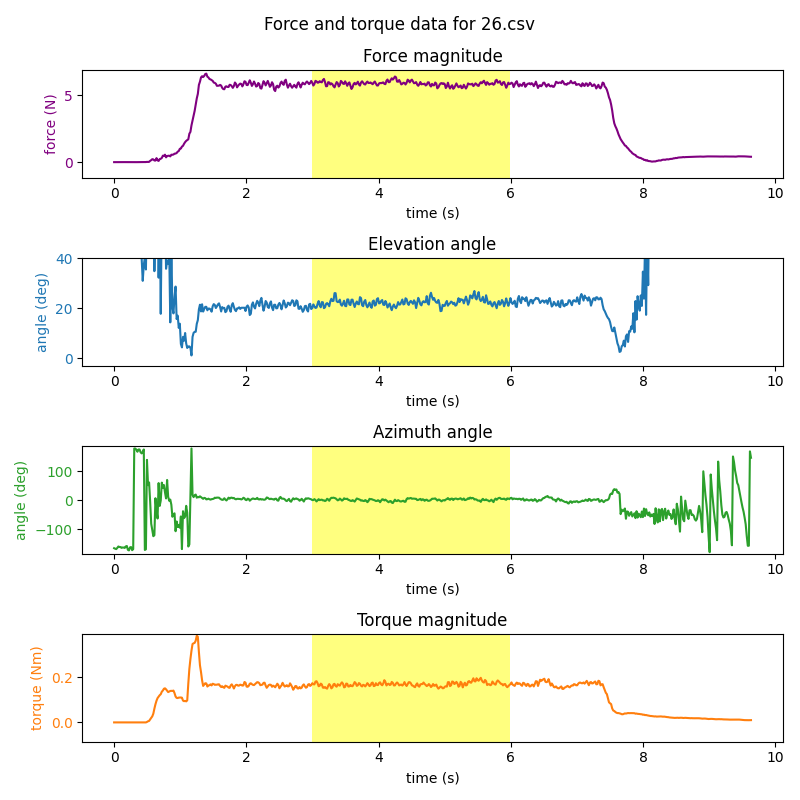 Force and torque data for 26.csv
Force magnitude
force (N)
5
0
0 2 4 6 8 10
time (s)
Elevation angle
angle (deg)
40
20
0
0 2 4 6 8 10
time (s)
Azimuth angle
angle (deg)
100
0
−100
0 2 4 6 8 10
time (s)
Torque magnitude
torque (Nm)
0.2
0.0
0 2 4 6 8 10
time (s)